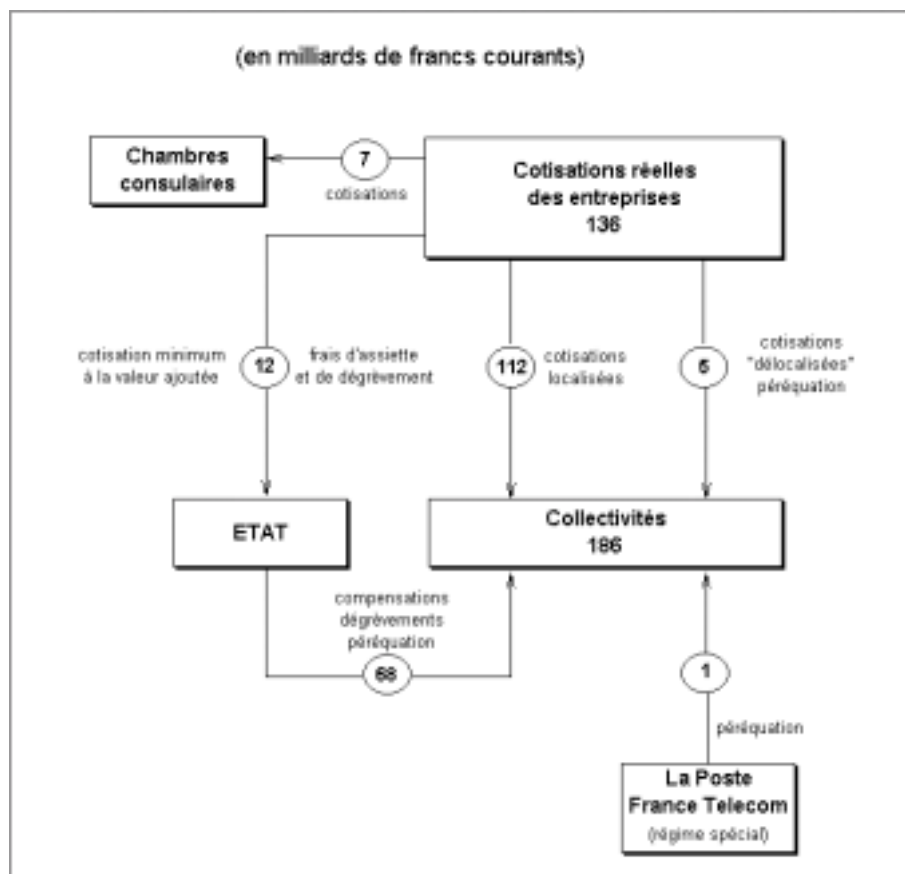 (en milliards de francs courants)
Chambres
consulaires
7
cotisations
Cotisations réelles
des entreprises
136
cotisation minimum
à la valeur ajoutée
12
frais d'assiette
et de dégrèvement
112
cotisations
localisées
5
cotisations
"délocalisées"
péréquation
ETAT
Collectivités
186
compensations
dégrèvements
péréquation
68
1
péréquation
La Poste
France Telecom
(régime spécial)